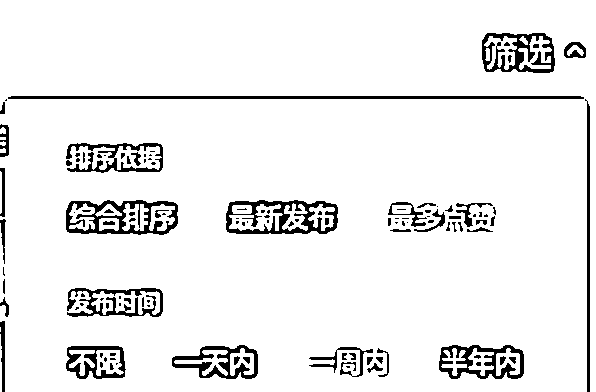 筛选
排序依据
综合排序 最新发布 最多点赞
发布时间
不限 一天内 一周内 半年内